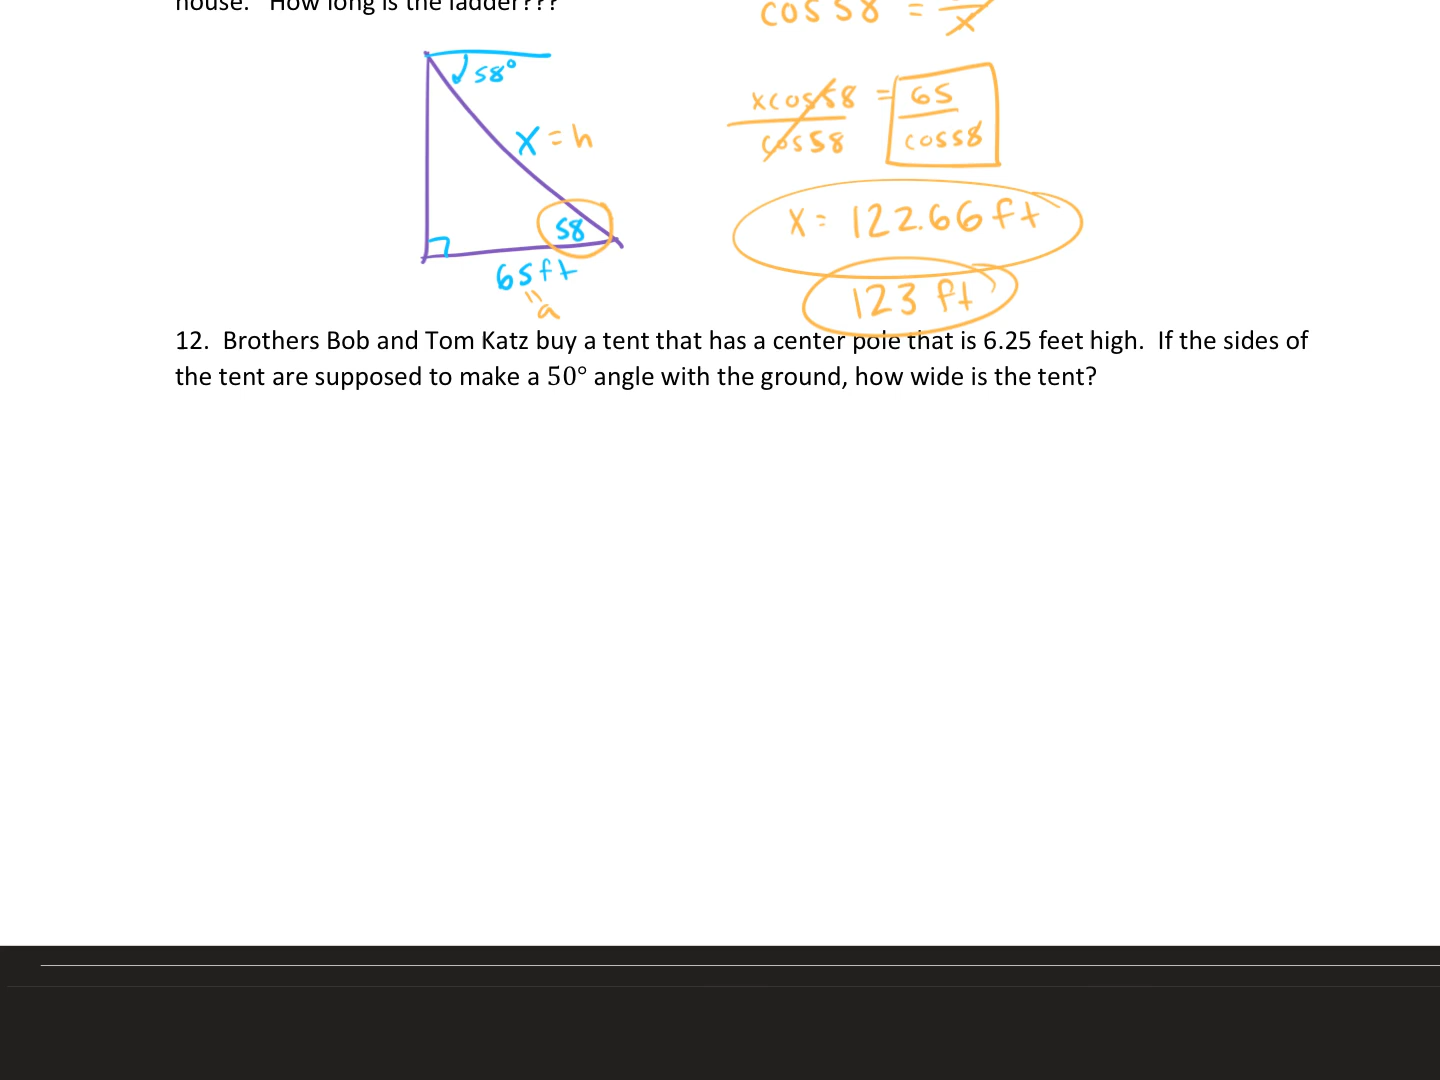 house. How long is the ladder???
cos 58 = /x
58°
x = h
58
65ft
"
a
xcos58 = 65
cos58 cos58
x = 122.66 ft
123 ft
12. Brothers Bob and Tom Katz buy a tent that has a center pole that is 6.25 feet high. If the sides of
the tent are supposed to make a 50° angle with the ground, how wide is the tent?